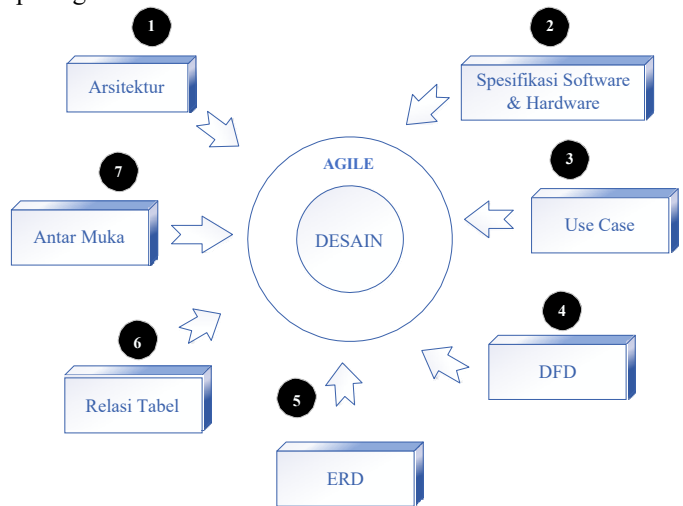 1
Arsitektur
2
Spesifikasi Software
& Hardware
AGILE
DESAIN
3
Use Case
4
DFD
5
ERD
6
Relasi Tabel
7
Antar Muka